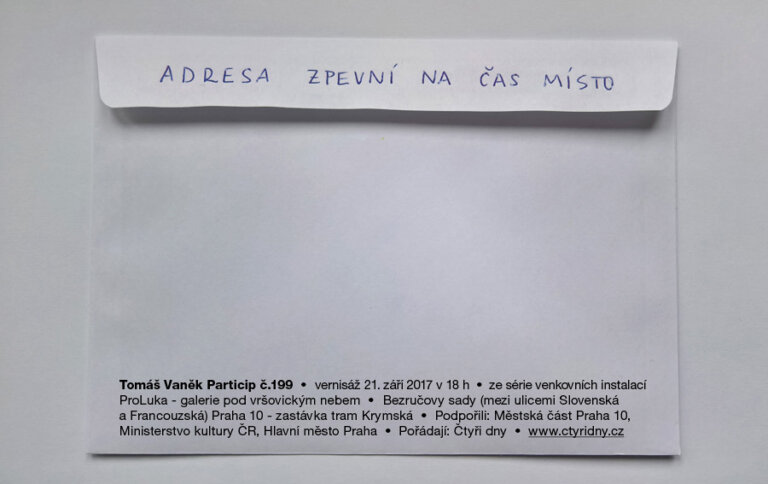 ADRESA ZPEVNÍ NA ČAS MÍSTO
Tomáš Vaněk Particip č.199 • vernisáž 21. září 2017 v 18 h • ze série venkovních instalací
ProLuka - galerie pod vršovickým nebem • Bezručovy sady (mezi ulicemi Slovenská
a Francouzská) Praha 10 - zastávka tram Krymská • Podpořili: Městská část Praha 10,
Ministerstvo kultury ČR, Hlavní město Praha • Pořádají: Čtyři dny • www.ctyridny.cz